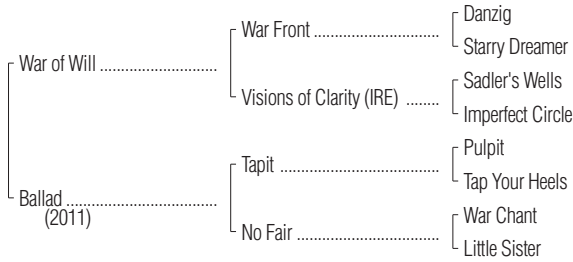 Danzig
War Front ........................
Starry Dreamer
War of Will ...........................
Sadler's Wells
Visions of Clarity (IRE) ........
Imperfect Circle
Pulpit
Tapit .................................
Tap Your Heels
Ballad ..................................
(2011)
War Chant
No Fair .............................
Little Sister